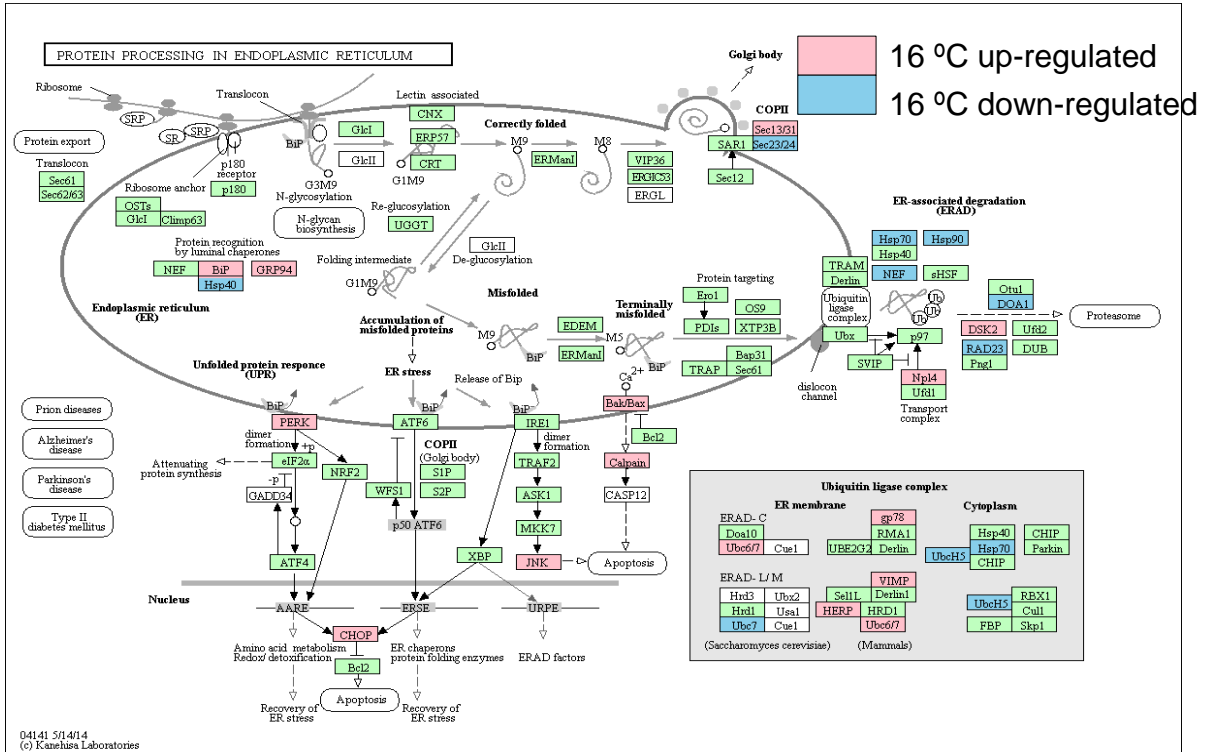 PROTEIN PROCESSING IN ENDOPLASMIC RETICULUM
16 ºC up-regulated
16 ºC down-regulated
Ribosome
SRP
SR
SRP
Protein export
Translocon
Sec61
Sec62/63
Translocon
BiP
p180
receptor
p180
Ribosome anchor
OSTs
GlcI
Climp63
GlcI
GlcII
G3M9
N-glycosylation
N-glycan
biosynthesis
Lectin associated
CNX
ERP57
CRT
G1M9
Re-glucosylation
UGGT
Correctly folded
M9
ERManI
M8
VIP36
ERGIC53
ERGL
Golgi body
COPII
Sec13/31
SAR1
Sec23/24
Sec12
Protein recognition
by luminal chaperones
NEF
BiP
GRP94
Hsp40
Endoplasmic reticulum
(ER)
Folding intermediate
G1M9
GlcII
De-glucosylation
Misfolded
M9
BiP
EDEM
ERManI
Terminally
misfolded
M5
BiP
Protein targeting
Ero1
PDIs
OS9
XTP3B
TRAP
Bap31
Sec61
ER-associated degradation
(ERAD)
Hsp70
Hsp90
Hsp40
NEF
sHSF
TRAM
Derlin
Ubiquitin
ligase
complex
Ubx
Ub
Ub
Ub
p97
SVIP
dislocon
channel
Npl4
Ufd1
Transport
complex
Otu1
DOA1
DSK2
Ufd2
RAD23
DUB
Png1
Proteasome
Accumulation of
misfolded proteins
Unfolded protein responce
(UPR)
ER stress
Release of Bip
BiP
BiP
BiP
PERK
ATF6
IRE1
Ca2+
Bak/Bax
Bcl2
Calpain
CASP12
Apoptosis
dimer
formation
+p
eIF2α
-p
GADD34
NRF2
ATF4
Attenuating
protein synthesis
COPII
(Golgi body)
S1P
S2P
WFS1
p50 ATF6
dimer
formation
TRAF2
ASK1
MKK7
JNK
XBP
Prion diseases
Alzheimer's
disease
Parkinson's
disease
Type II
diabetes mellitus
Nucleus
AARE
ERSE
URPE
CHOP
Bcl2
Apoptosis
Amino acid metabolism
Redox/ detoxification
ER chaperons
protein folding enzymes
ERAD factors
Recovery of
ER stress
Recovery of
ER stress
Ubiquitin ligase complex
ER membrane
Cytoplasm
ERAD- C
Doa10
Ubc6/7
Cue1
gp78
RMA1
UBE2G2
Derlin
Hsp40
Hsp70
UbcH5
CHIP
CHIP
Parkin
ERAD- L/ M
Hrd3
Ubx2
Hrd1
Usa1
Ubc7
Cue1
VIMP
Sel1L
Derlin1
HERP
HRD1
Ubc6/7
UbcH5
RBX1
Cul1
FBP
Skp1
(Saccharomyces cerevisiae)
(Mammals)
04141 5/14/14
(c) Kanehisa Laboratories